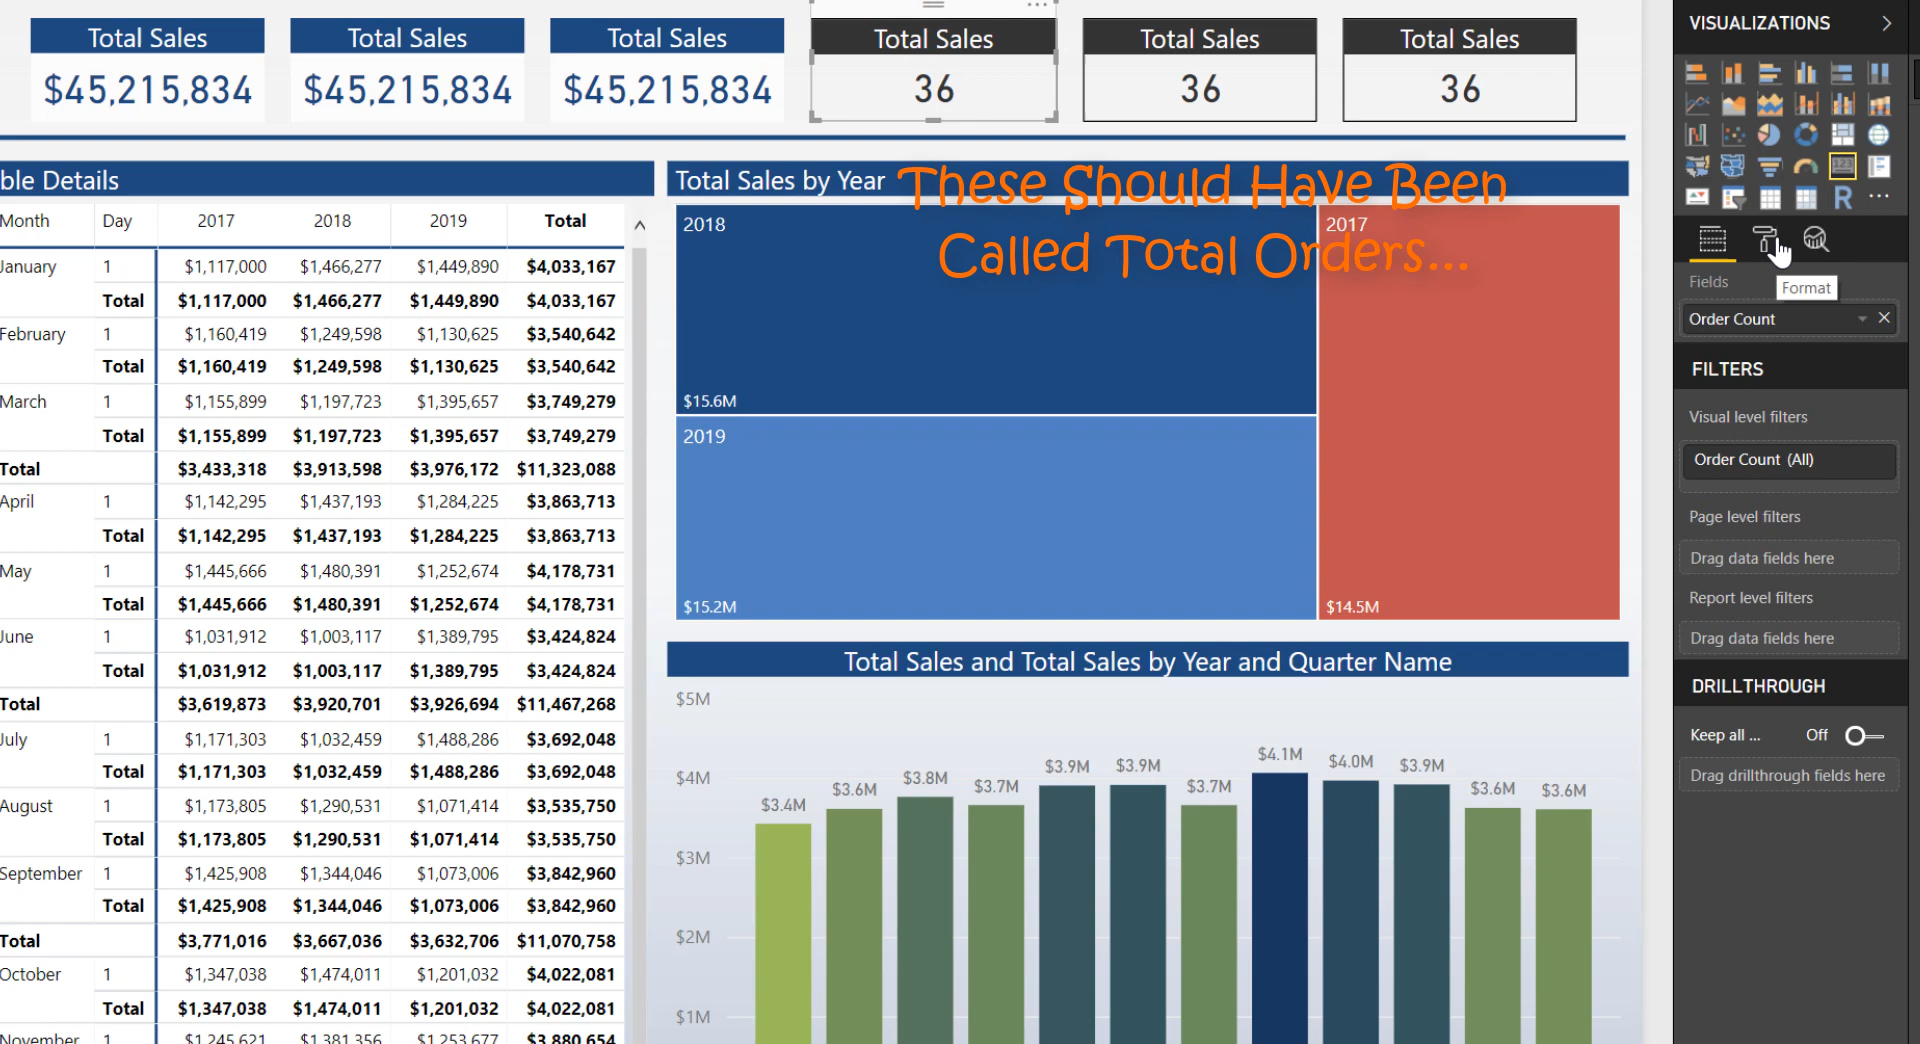 Total Sales
Total Sales
Total Sales
Total Sales
Total Sales
Total Sales
$45,215,834
$45,215,834
$45,215,834
36
36
36
ble Details
Month Day 2017 2018 2019 Total
January 1 $1,117,000 $1,466,277 $1,449,890 $4,033,167
Total $1,117,000 $1,466,277 $1,449,890 $4,033,167
February 1 $1,160,419 $1,249,598 $1,130,625 $3,540,642
Total $1,160,419 $1,249,598 $1,130,625 $3,540,642
March 1 $1,155,899 $1,197,723 $1,395,657 $3,749,279
Total $1,155,899 $1,197,723 $1,395,657 $3,749,279
Total $3,433,318 $3,913,598 $3,976,172 $11,323,088
April 1 $1,142,295 $1,437,193 $1,284,225 $3,863,713
Total $1,142,295 $1,437,193 $1,284,225 $3,863,713
May 1 $1,445,666 $1,480,391 $1,252,674 $4,178,731
Total $1,445,666 $1,480,391 $1,252,674 $4,178,731
June 1 $1,031,912 $1,003,117 $1,389,795 $3,424,824
Total $1,031,912 $1,003,117 $1,389,795 $3,424,824
Total $3,619,873 $3,920,701 $3,926,694 $11,467,268
July 1 $1,171,303 $1,032,459 $1,488,286 $3,692,048
Total $1,171,303 $1,032,459 $1,488,286 $3,692,048
August 1 $1,173,805 $1,290,531 $1,071,414 $3,535,750
Total $1,173,805 $1,290,531 $1,071,414 $3,535,750
September 1 $1,425,908 $1,344,046 $1,073,006 $3,842,960
Total $1,425,908 $1,344,046 $1,073,006 $3,842,960
Total $3,771,016 $3,667,036 $3,632,706 $11,070,758
October 1 $1,347,038 $1,474,011 $1,201,032 $4,022,081
Total $1,347,038 $1,474,011 $1,201,032 $4,022,081
November 1 $1,245,621 $1,381,356 $1,253,677 $3,880,654
Total Sales by Year
These Should Have Been
Called Total Orders...
2018
$15.6M
2019
$15.2M
2017
$14.5M
Total Sales and Total Sales by Year and Quarter Name
$5M
$4M
$3M
$2M
$1M
$3.4M
$3.6M
$3.8M
$3.7M
$3.9M
$3.9M
$3.7M
$4.1M
$4.0M
$3.9M
$3.6M
$3.6M
VISUALIZATIONS
123
R
Fields
Format
Order Count
FILTERS
Visual level filters
Order Count (All)
Page level filters
Drag data fields here
Report level filters
Drag data fields here
DRILLTHROUGH
Keep all ... Off
Drag drillthrough fields here